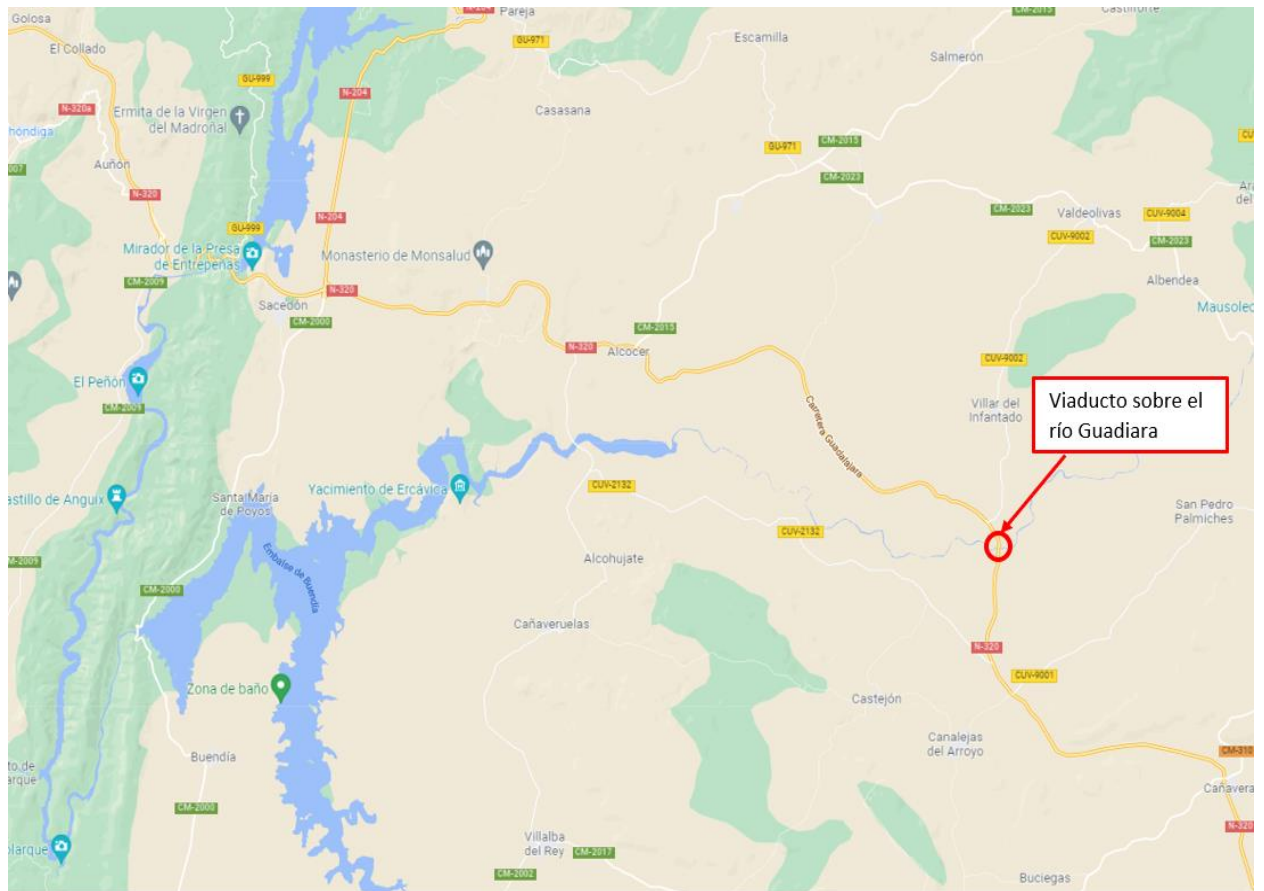 Golosa
Pareja
CM-2015
El Collado
GU-971
Escamilla
Salmerón
GU-999
N-204
N-320a
Ermita de la Virgen
del Madroñal
Casasana
Auñón
GU-971
CM-2015
CM-2023
N-320
N-204
CM-2023
Valdeolivas
CUV-9004
GU-999
CUV-9002
CM-2023
Mirador de la Presa
de Entrepeñas
Monasterio de Monsalud
CM-2009
Albendea
N-320
Sacedón
CM-2000
Mausoleo
CM-2015
N-320
Alcocer
CUV-9002
El Peñón
CM-2009
Carretera Guadalajara
Villar del
Infantado
Viaducto sobre el
río Guadiara
Yacimiento de Ercávica
CUV-2132
Santa María
de Poyos
San Pedro
Palmiches
CUV-2132
Embalse de Buendía
Alcohujate
CM-2009
CM-2000
Cañaveruelas
N-320
CUV-9001
Zona de baño
Castejón
Canalejas
del Arroyo
Buendía
CM-2000
Villalba
del Rey
CM-2017
CM-2002
N-320
Buciegas